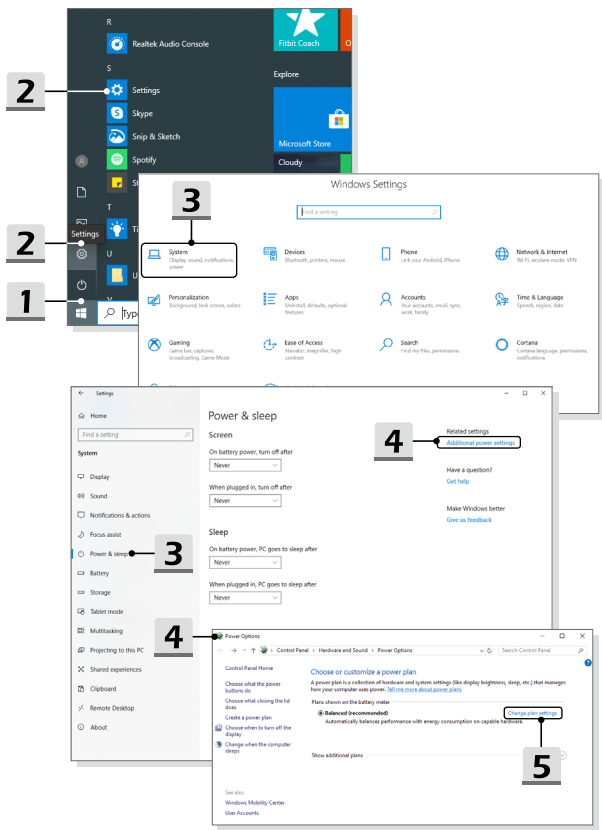 R
Realtek Audio Console
Fitbit Coach
O
S
Explore
2
Settings
Skype
Snip & Sketch
Microsoft Store
Spotify
Cloudy
St
T
Ti
Settings
2
U
U
V
1
Type
Windows Settings
Find a setting
3
System
Display, sound, notifications,
power
Devices
Bluetooth, printers, mouse
Phone
Link your Android, iPhone
Network & Internet
Wi-Fi, airplane mode, VPN
Personalization
Background, lock screen, colors
Apps
Uninstall, defaults, optional
features
Accounts
Your accounts, email, sync,
work, family
Time & Language
Speech, region, date
Gaming
Game bar, captures,
broadcasting, Game Mode
Ease of Access
Narrator, magnifier, high
contrast
Search
Find my files, permissions
Cortana
Cortana language, permissions,
notifications
Settings
Home
Find a setting
System
Display
Sound
Notifications & actions
Focus assist
Power & sleep
3
Battery
Storage
Tablet mode
Multitasking
Projecting to this PC
Shared experiences
Clipboard
Remote Desktop
About
Power & sleep
Screen
On battery power, turn off after
Never
When plugged in, turn off after
Never
Sleep
On battery power, PC goes to sleep after
Never
When plugged in, PC goes to sleep after
Never
Related settings
4
Additional power settings
Have a question?
Get help
Make Windows better
Give us feedback
4
Power Options
Control Panel > Hardware and Sound > Power Options
Search Control Panel
Control Panel Home
Choose what the power
buttons do
Choose what closing the lid
does
Create a power plan
Choose when to turn off the
display
Change when the computer
sleeps
See also
Windows Mobility Center
User Accounts
Choose or customize a power plan
A power plan is a collection of hardware and system settings (like display brightness, sleep, etc.) that manages
how your computer uses power. Tell me more about power plans
Plans shown on the battery meter
Balanced (recommended)
Change plan settings
Automatically balances performance with energy consumption on capable hardware.
Show additional plans
5